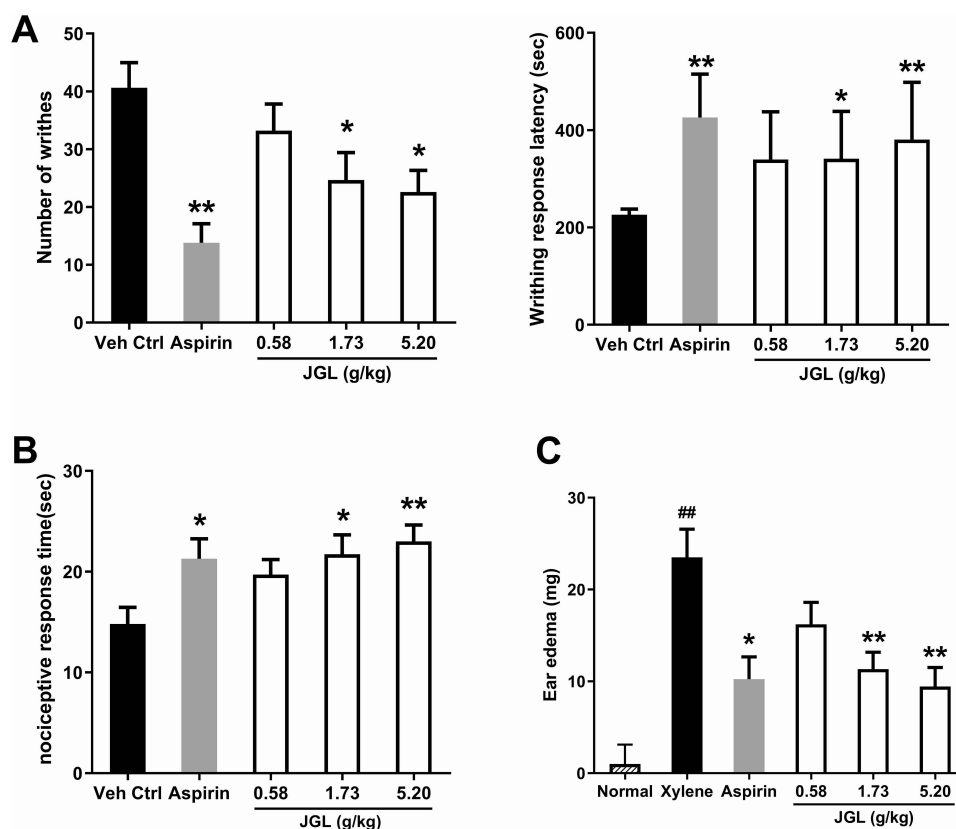 A
Number of writhes
50
40
30
20
10
0
**
*
*
Veh Ctrl Aspirin 0.58 1.73 5.20
JGL (g/kg)
Writhing response latency (sec)
600
400
200
0
**
*
**
Veh Ctrl Aspirin 0.58 1.73 5.20
JGL (g/kg)
B
nociceptive response time(sec)
30
20
10
0
*
*
**
Veh Ctrl Aspirin 0.58 1.73 5.20
JGL (g/kg)
C
Ear edema (mg)
30
20
10
0
##
*
**
**
Normal Xylene Aspirin 0.58 1.73 5.20
JGL (g/kg)